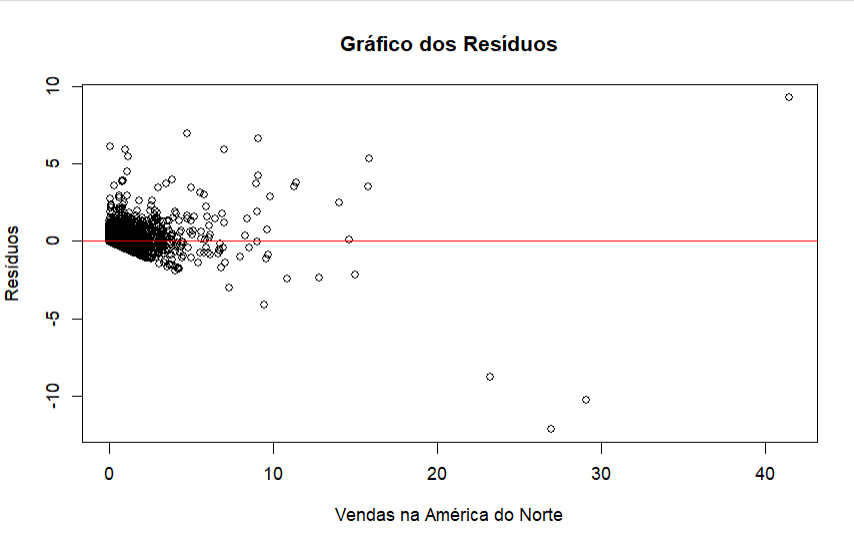 Gráfico dos Resíduos
Resíduos
10
5
0
-5
-10
0 10 20 30 40
Vendas na América do Norte